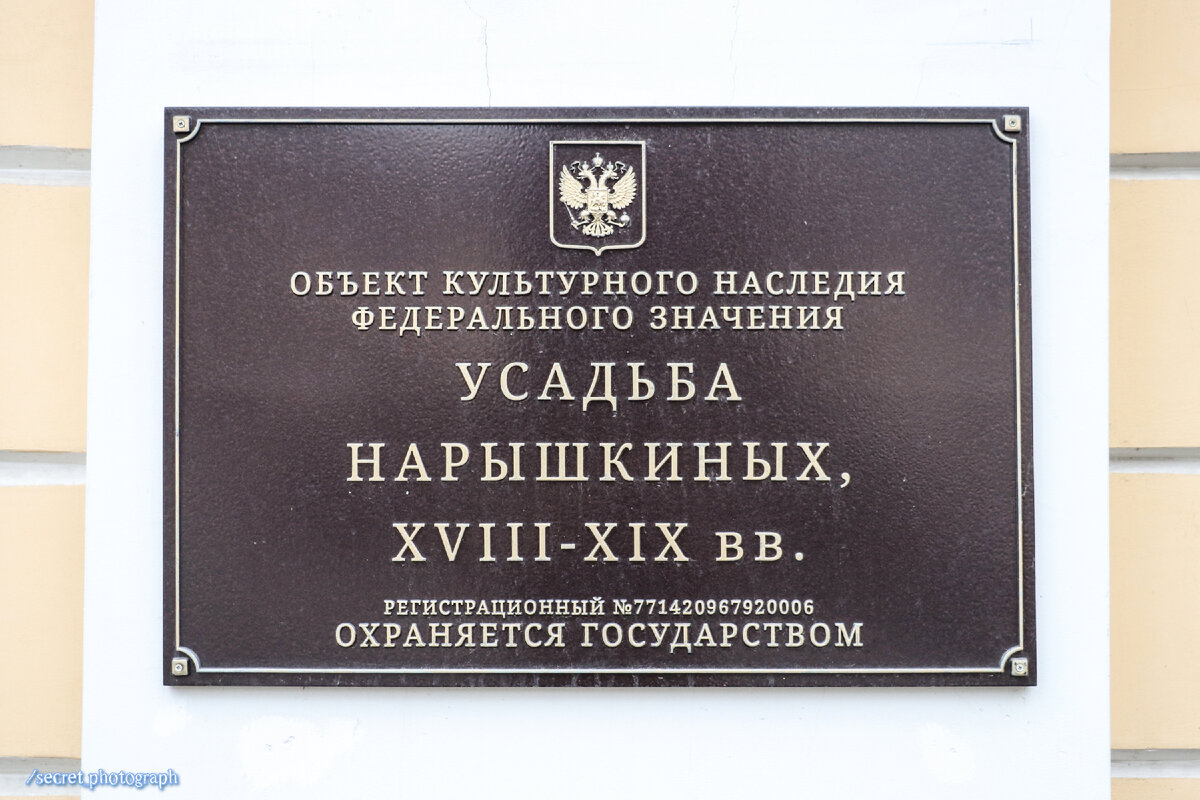 ОБЪЕКТ КУЛЬТУРНОГО НАСЛЕДИЯ
ФЕДЕРАЛЬНОГО ЗНАЧЕНИЯ
УСАДЬБА
НАРЫШКИНЫХ,
XVIII-XIX вв.
РЕГИСТРАЦИОННЫЙ №771420967920006
ОХРАНЯЕТСЯ ГОСУДАРСТВОМ
/secret.photograph